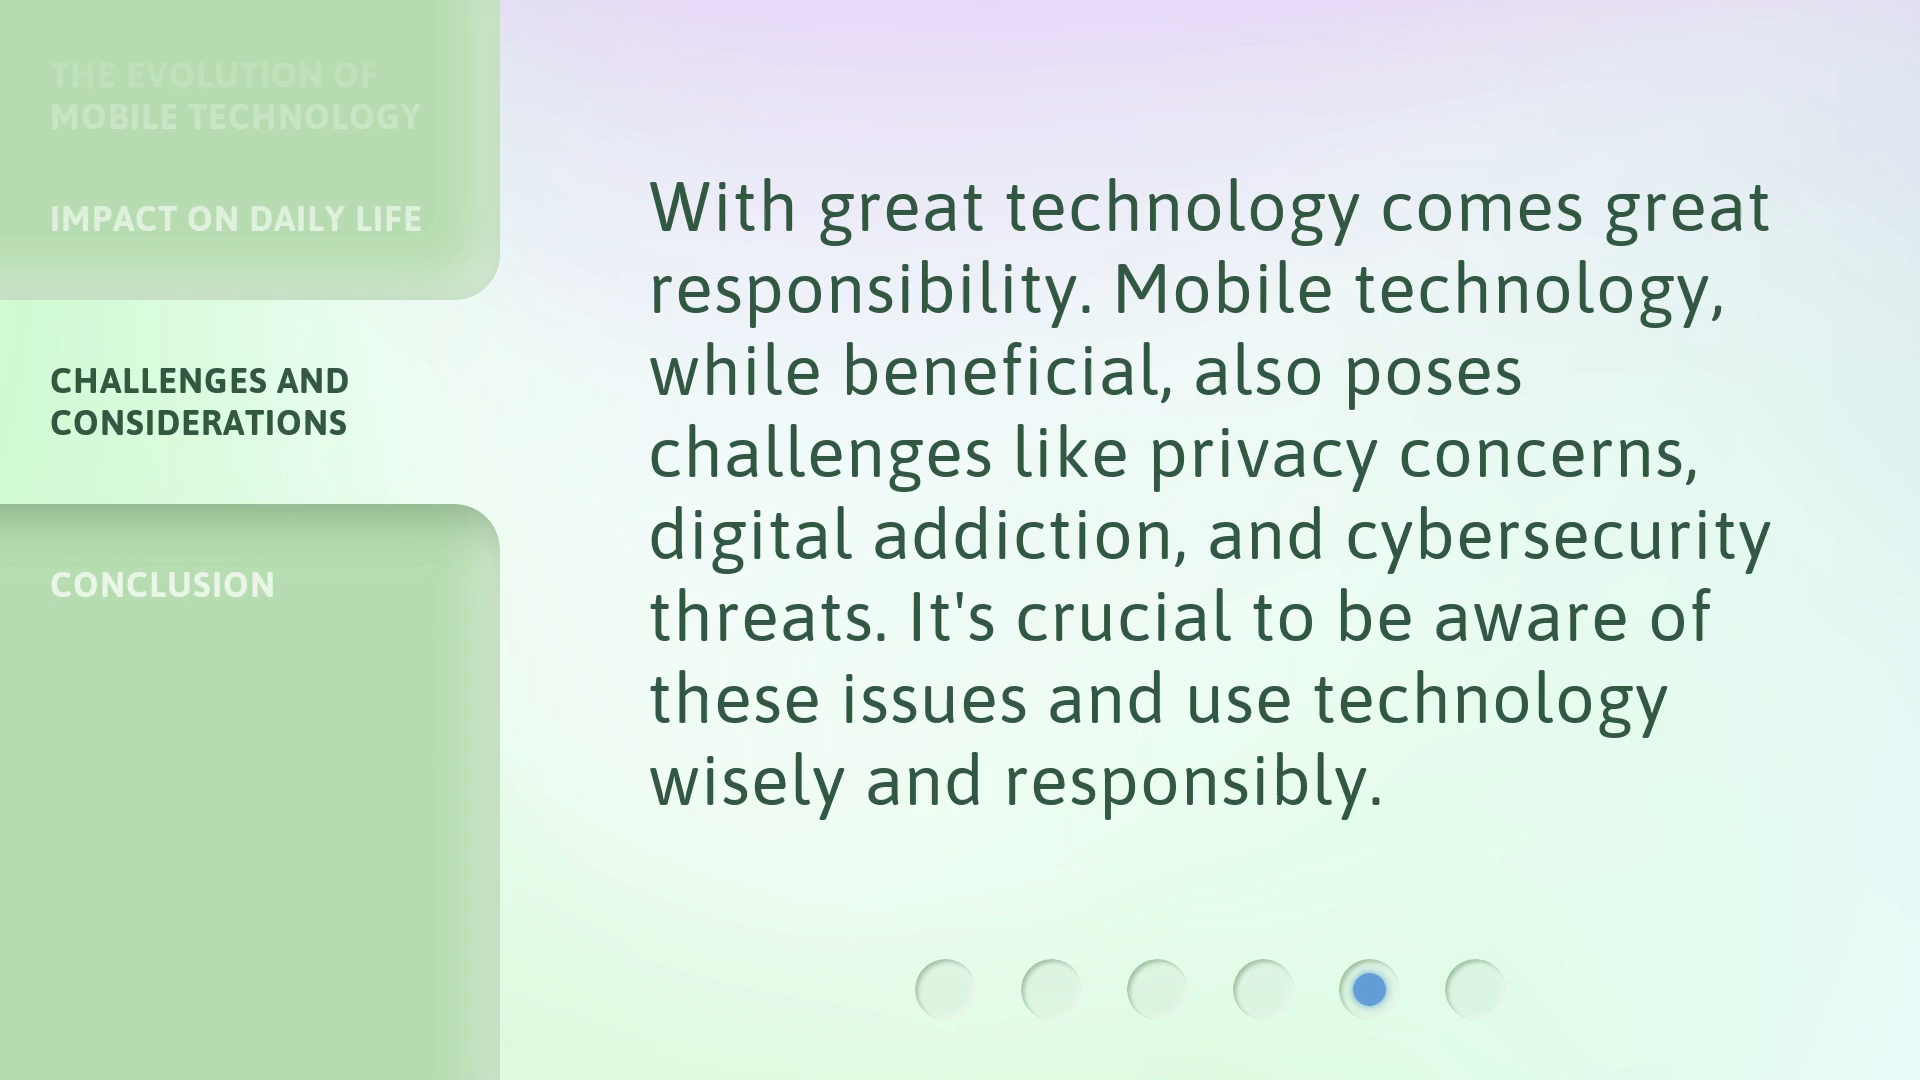 THE EVOLUTION OF
MOBILE TECHNOLOGY
IMPACT ON DAILY LIFE
CHALLENGES AND
CONSIDERATIONS
CONCLUSION
With great technology comes great
responsibility. Mobile technology,
while beneficial, also poses
challenges like privacy concerns,
digital addiction, and cybersecurity
threats. It's crucial to be aware of
these issues and use technology
wisely and responsibly.